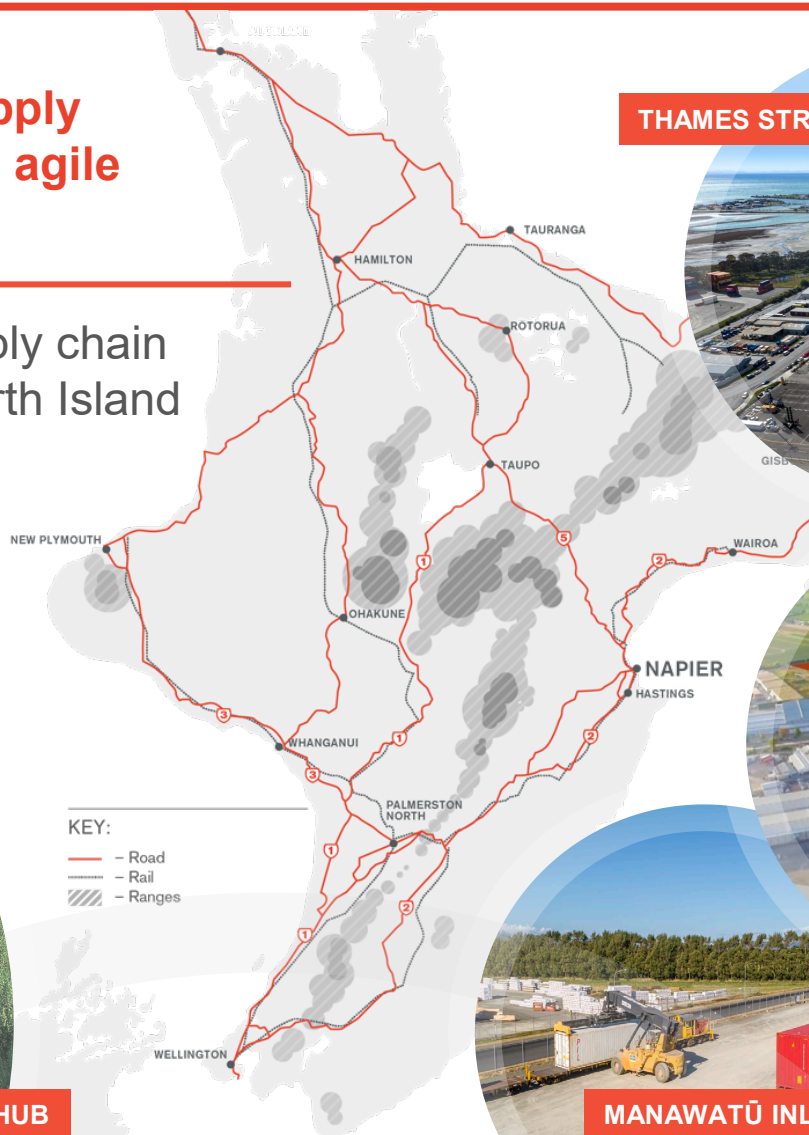 pply
agile
THAMES STR
ply chain
rth Island
TAURANGA
HAMILTON
ROTORUA
TAUPO
GISB
NEW PLYMOUTH
5
1
2
WAIROA
OHAKUNE
NAPIER
HASTINGS
3
1
2
WHANGANUI
3
PALMERSTON
NORTH
KEY:
– Road
– Rail
– Ranges
1
2
1
WELLINGTON
HUB
MANAWATŪ INL